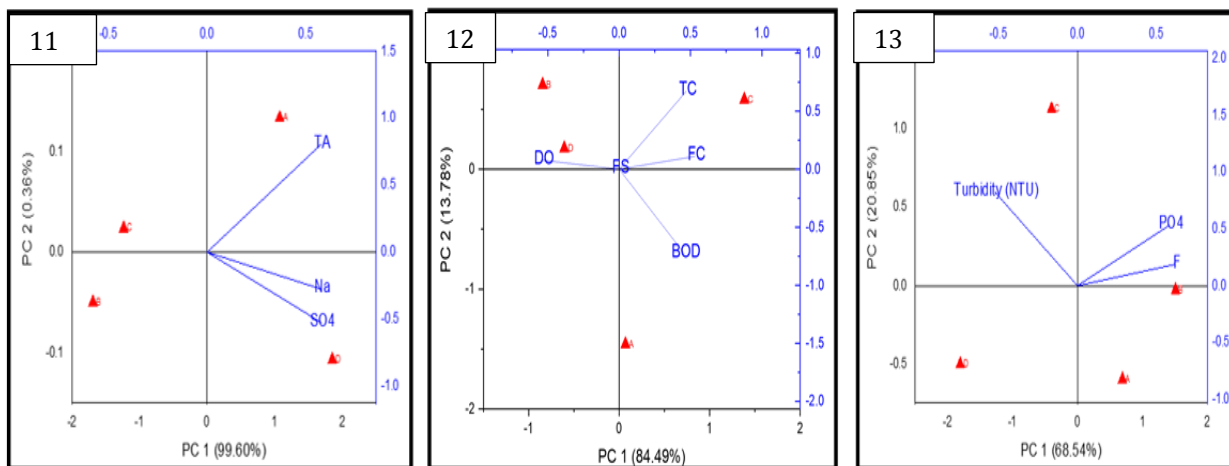 11
-0.5 0.0 0.5
1.5
1.0
0.5
0.0
-0.5
-1.0
0.1
0.0
-0.1
PC 2 (0.36%)
A
TA
C
B
Na
SO4
D
-2 -1 0 1 2
PC 1 (99.60%)
12
-0.5 0.0 0.5 1.0
1.0
0.5
0.0
-0.5
-1.0
-1.5
-2.0
0
-1
-2
PC 2 (13.78%)
B
TC
C
D
DO
FS
FC
BOD
A
-1 0 1 2
PC 1 (84.49%)
13
-0.5 0.0 0.5
2.0
1.5
1.0
0.5
0.0
-0.5
-1.0
1.0
0.5
0.0
-0.5
PC 2 (20.85%)
C
Turbidity (NTU)
PO4
F
B
D
A
-2 -1 0 1 2
PC 1 (68.54%)